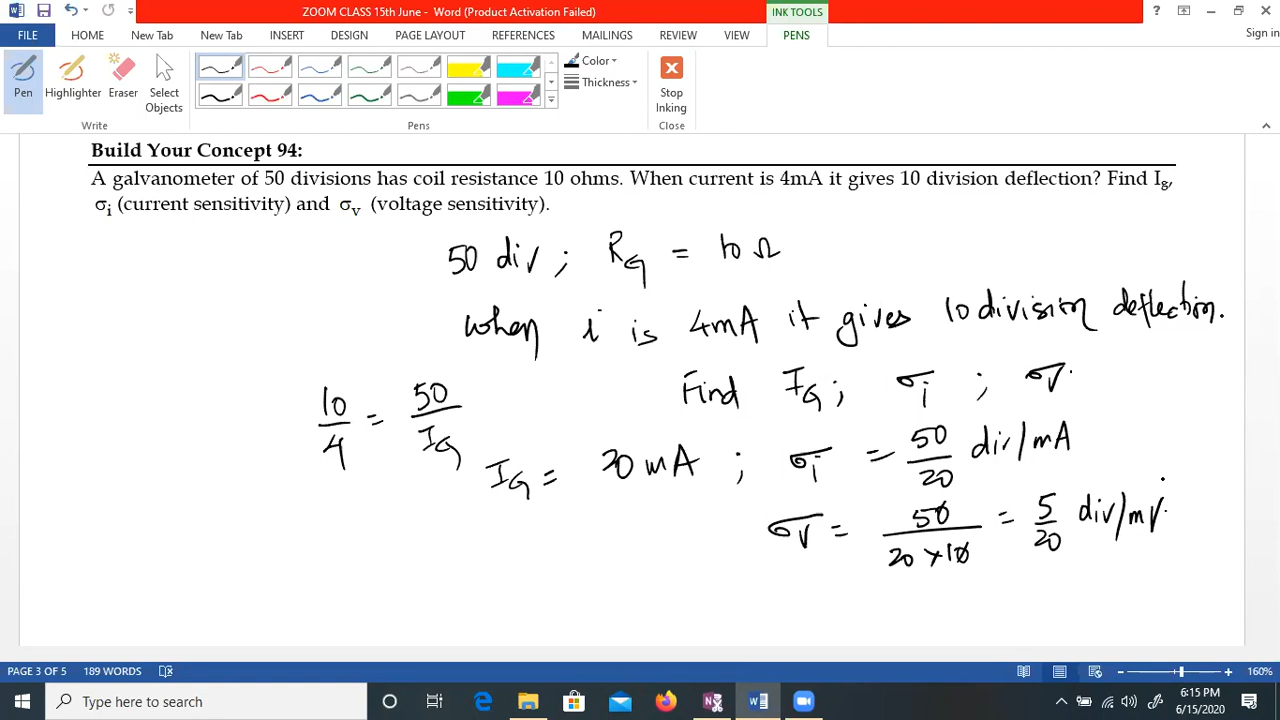 ZOOM CLASS 15th June - Word (Product Activation Failed)
INK TOOLS
FILE HOME New Tab New Tab INSERT DESIGN PAGE LAYOUT REFERENCES MAILINGS REVIEW VIEW PENS Sign in
Pen Highlighter Eraser Select Objects
Color
Thickness
Stop Inking
Write Pens Close
Build Your Concept 94:
A galvanometer of 50 divisions has coil resistance 10 ohms. When current is 4mA it gives 10 division deflection? Find Ig,
σi (current sensitivity) and σv (voltage sensitivity).
50 div ; RG = 10 Ω
when i is 4mA it gives 10 division deflection.
Find IG ; σi ; σV.
10/4 = 50/IG
IG = 20 mA ; σi = 50/20 div/mA
σV = 50/20×10 = 5/20 div/mV.
PAGE 3 OF 5 189 WORDS 160%
Type here to search
6:15 PM
6/15/2020